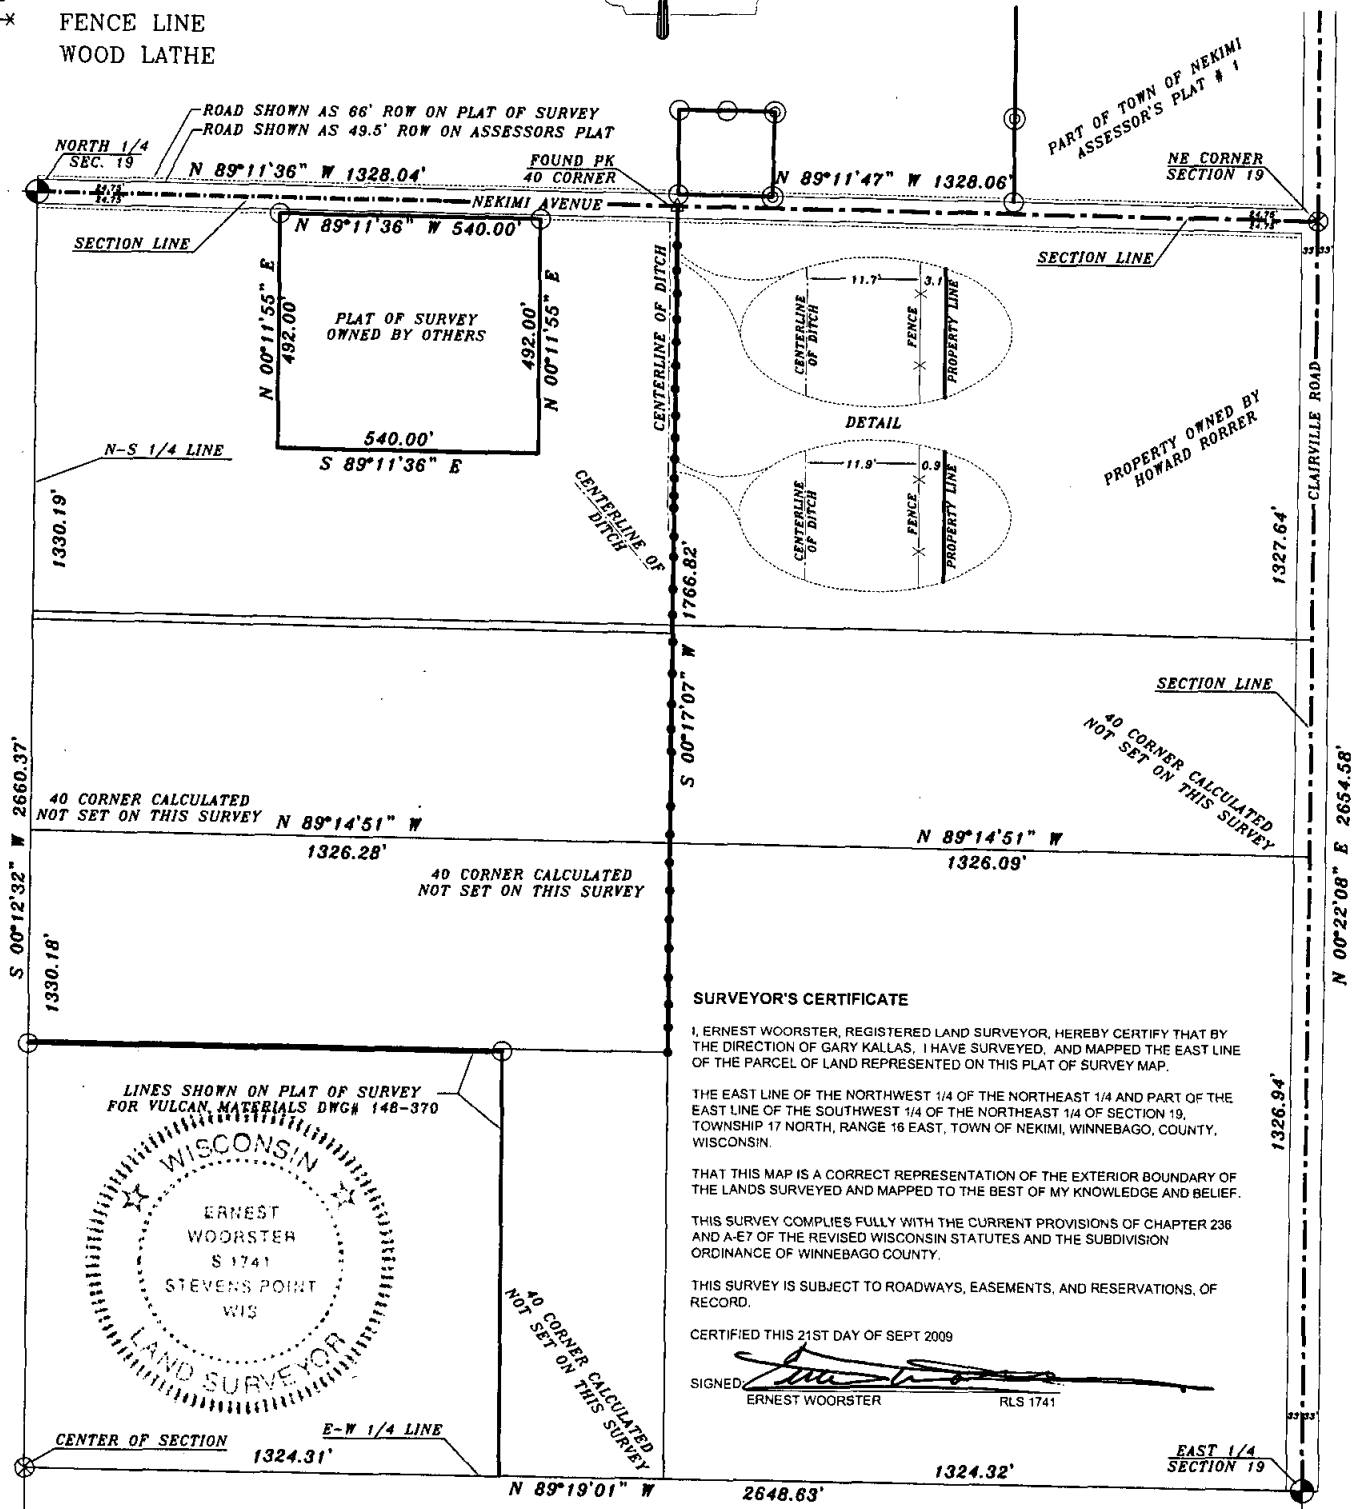 FENCE LINE
WOOD LATHE
PART OF TOWN OF NEKIMI
ASSESSOR'S PLAT # 1
ROAD SHOWN AS 66' ROW ON PLAT OF SURVEY
ROAD SHOWN AS 49.5' ROW ON ASSESSORS PLAT
NORTH 1/4
SEC. 19
N 89°11'36" W 1328.04'
FOUND PK
40 CORNER
N 89°11'47" W 1328.06'
NE CORNER
SECTION 19
24.75'
24.75'
NEKIMI AVENUE
24.75'
24.75'
SECTION LINE
N 89°11'36" W 540.00'
SECTION LINE
33' 33'
N 00°11'55" E
492.00'
PLAT OF SURVEY
OWNED BY OTHERS
492.00'
N 00°11'55" E
540.00'
S 89°11'36" E
CENTERLINE OF DITCH
11.7'
3.1
CENTERLINE
OF DITCH
FENCE
PROPERTY LINE
DETAIL
11.9'
0.9
CENTERLINE
OF DITCH
FENCE
PROPERTY LINE
CLAIRVILLE ROAD
PROPERTY OWNED BY
HOWARD RORRER
N-S 1/4 LINE
CENTERLINE OF
DITCH
1330.19'
1327.64'
S 00°17'07" W 1766.82'
SECTION LINE
40 CORNER CALCULATED
NOT SET ON THIS SURVEY
S 00°12'32" W 2660.37'
N 00°22'08" E 2654.58'
40 CORNER CALCULATED
NOT SET ON THIS SURVEY
N 89°14'51" W
1326.28'
N 89°14'51" W
1326.09'
40 CORNER CALCULATED
NOT SET ON THIS SURVEY
1330.18'
1326.94'
LINES SHOWN ON PLAT OF SURVEY
FOR VULCAN MATERIALS DWG# 148-370
WISCONSIN
ERNEST
WOORSTER
S 1741
STEVENS POINT
WIS
LAND SURVEYOR
SURVEYOR'S CERTIFICATE
I, ERNEST WOORSTER, REGISTERED LAND SURVEYOR, HEREBY CERTIFY THAT BY
THE DIRECTION OF GARY KALLAS, I HAVE SURVEYED, AND MAPPED THE EAST LINE
OF THE PARCEL OF LAND REPRESENTED ON THIS PLAT OF SURVEY MAP.
THE EAST LINE OF THE NORTHWEST 1/4 OF THE NORTHEAST 1/4 AND PART OF THE
EAST LINE OF THE SOUTHWEST 1/4 OF THE NORTHEAST 1/4 OF SECTION 19,
TOWNSHIP 17 NORTH, RANGE 16 EAST, TOWN OF NEKIMI, WINNEBAGO, COUNTY,
WISCONSIN.
THAT THIS MAP IS A CORRECT REPRESENTATION OF THE EXTERIOR BOUNDARY OF
THE LANDS SURVEYED AND MAPPED TO THE BEST OF MY KNOWLEDGE AND BELIEF.
THIS SURVEY COMPLIES FULLY WITH THE CURRENT PROVISIONS OF CHAPTER 236
AND A-E7 OF THE REVISED WISCONSIN STATUTES AND THE SUBDIVISION
ORDINANCE OF WINNEBAGO COUNTY.
THIS SURVEY IS SUBJECT TO ROADWAYS, EASEMENTS, AND RESERVATIONS, OF
RECORD.
CERTIFIED THIS 21ST DAY OF SEPT 2009
SIGNED:
ERNEST WOORSTER RLS 1741
40 CORNER CALCULATED
NOT SET ON THIS SURVEY
33' 33'
CENTER OF SECTION
1324.31'
E-W 1/4 LINE
N 89°19'01" W
2648.63'
1324.32'
EAST 1/4
SECTION 19